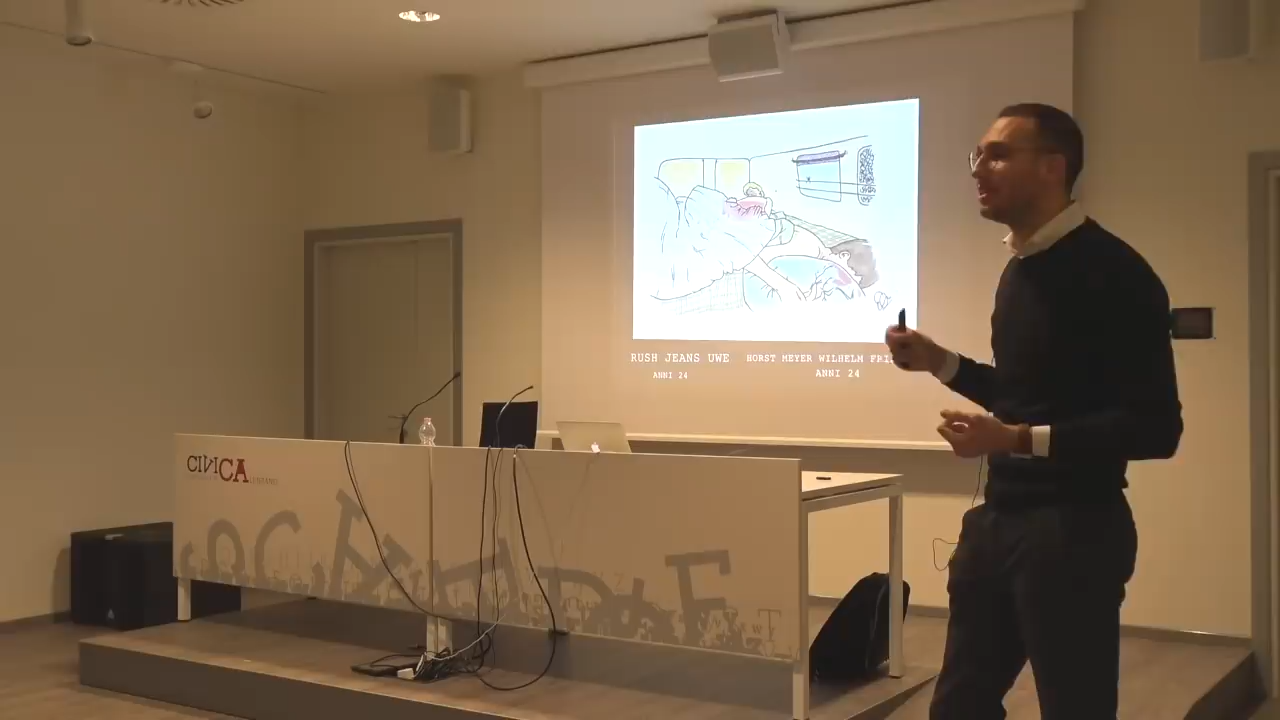 RUSH JEANS UWE
ANNI 24
HORST MEYER WILHELM FRI
ANNI 24
CIVICA